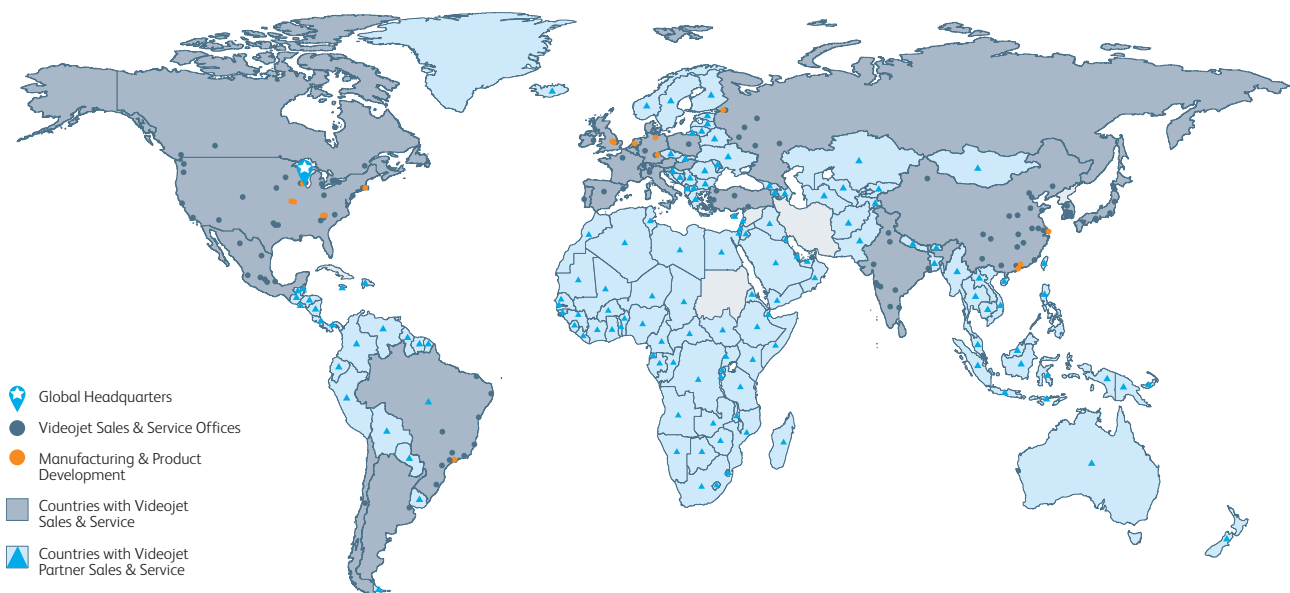 Global Headquarters
Videojet Sales & Service Offices
Manufacturing & Product
Development
Countries with Videojet
Sales & Service
Countries with Videojet
Partner Sales & Service